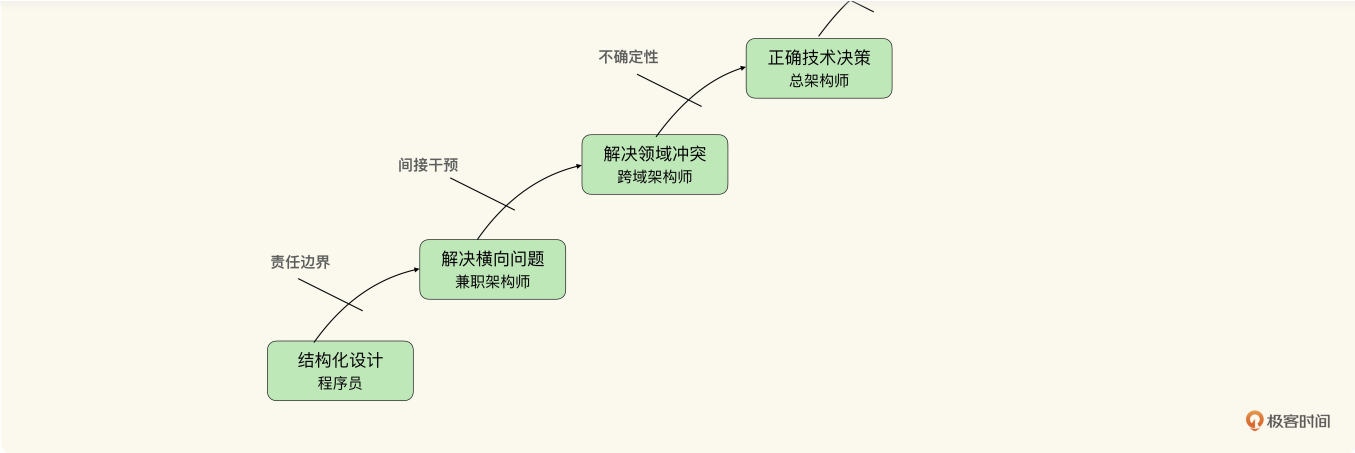 正确技术决策
总架构师
不确定性
解决领域冲突
跨域架构师
间接干预
解决横向问题
兼职架构师
责任边界
结构化设计
程序员
极客时间